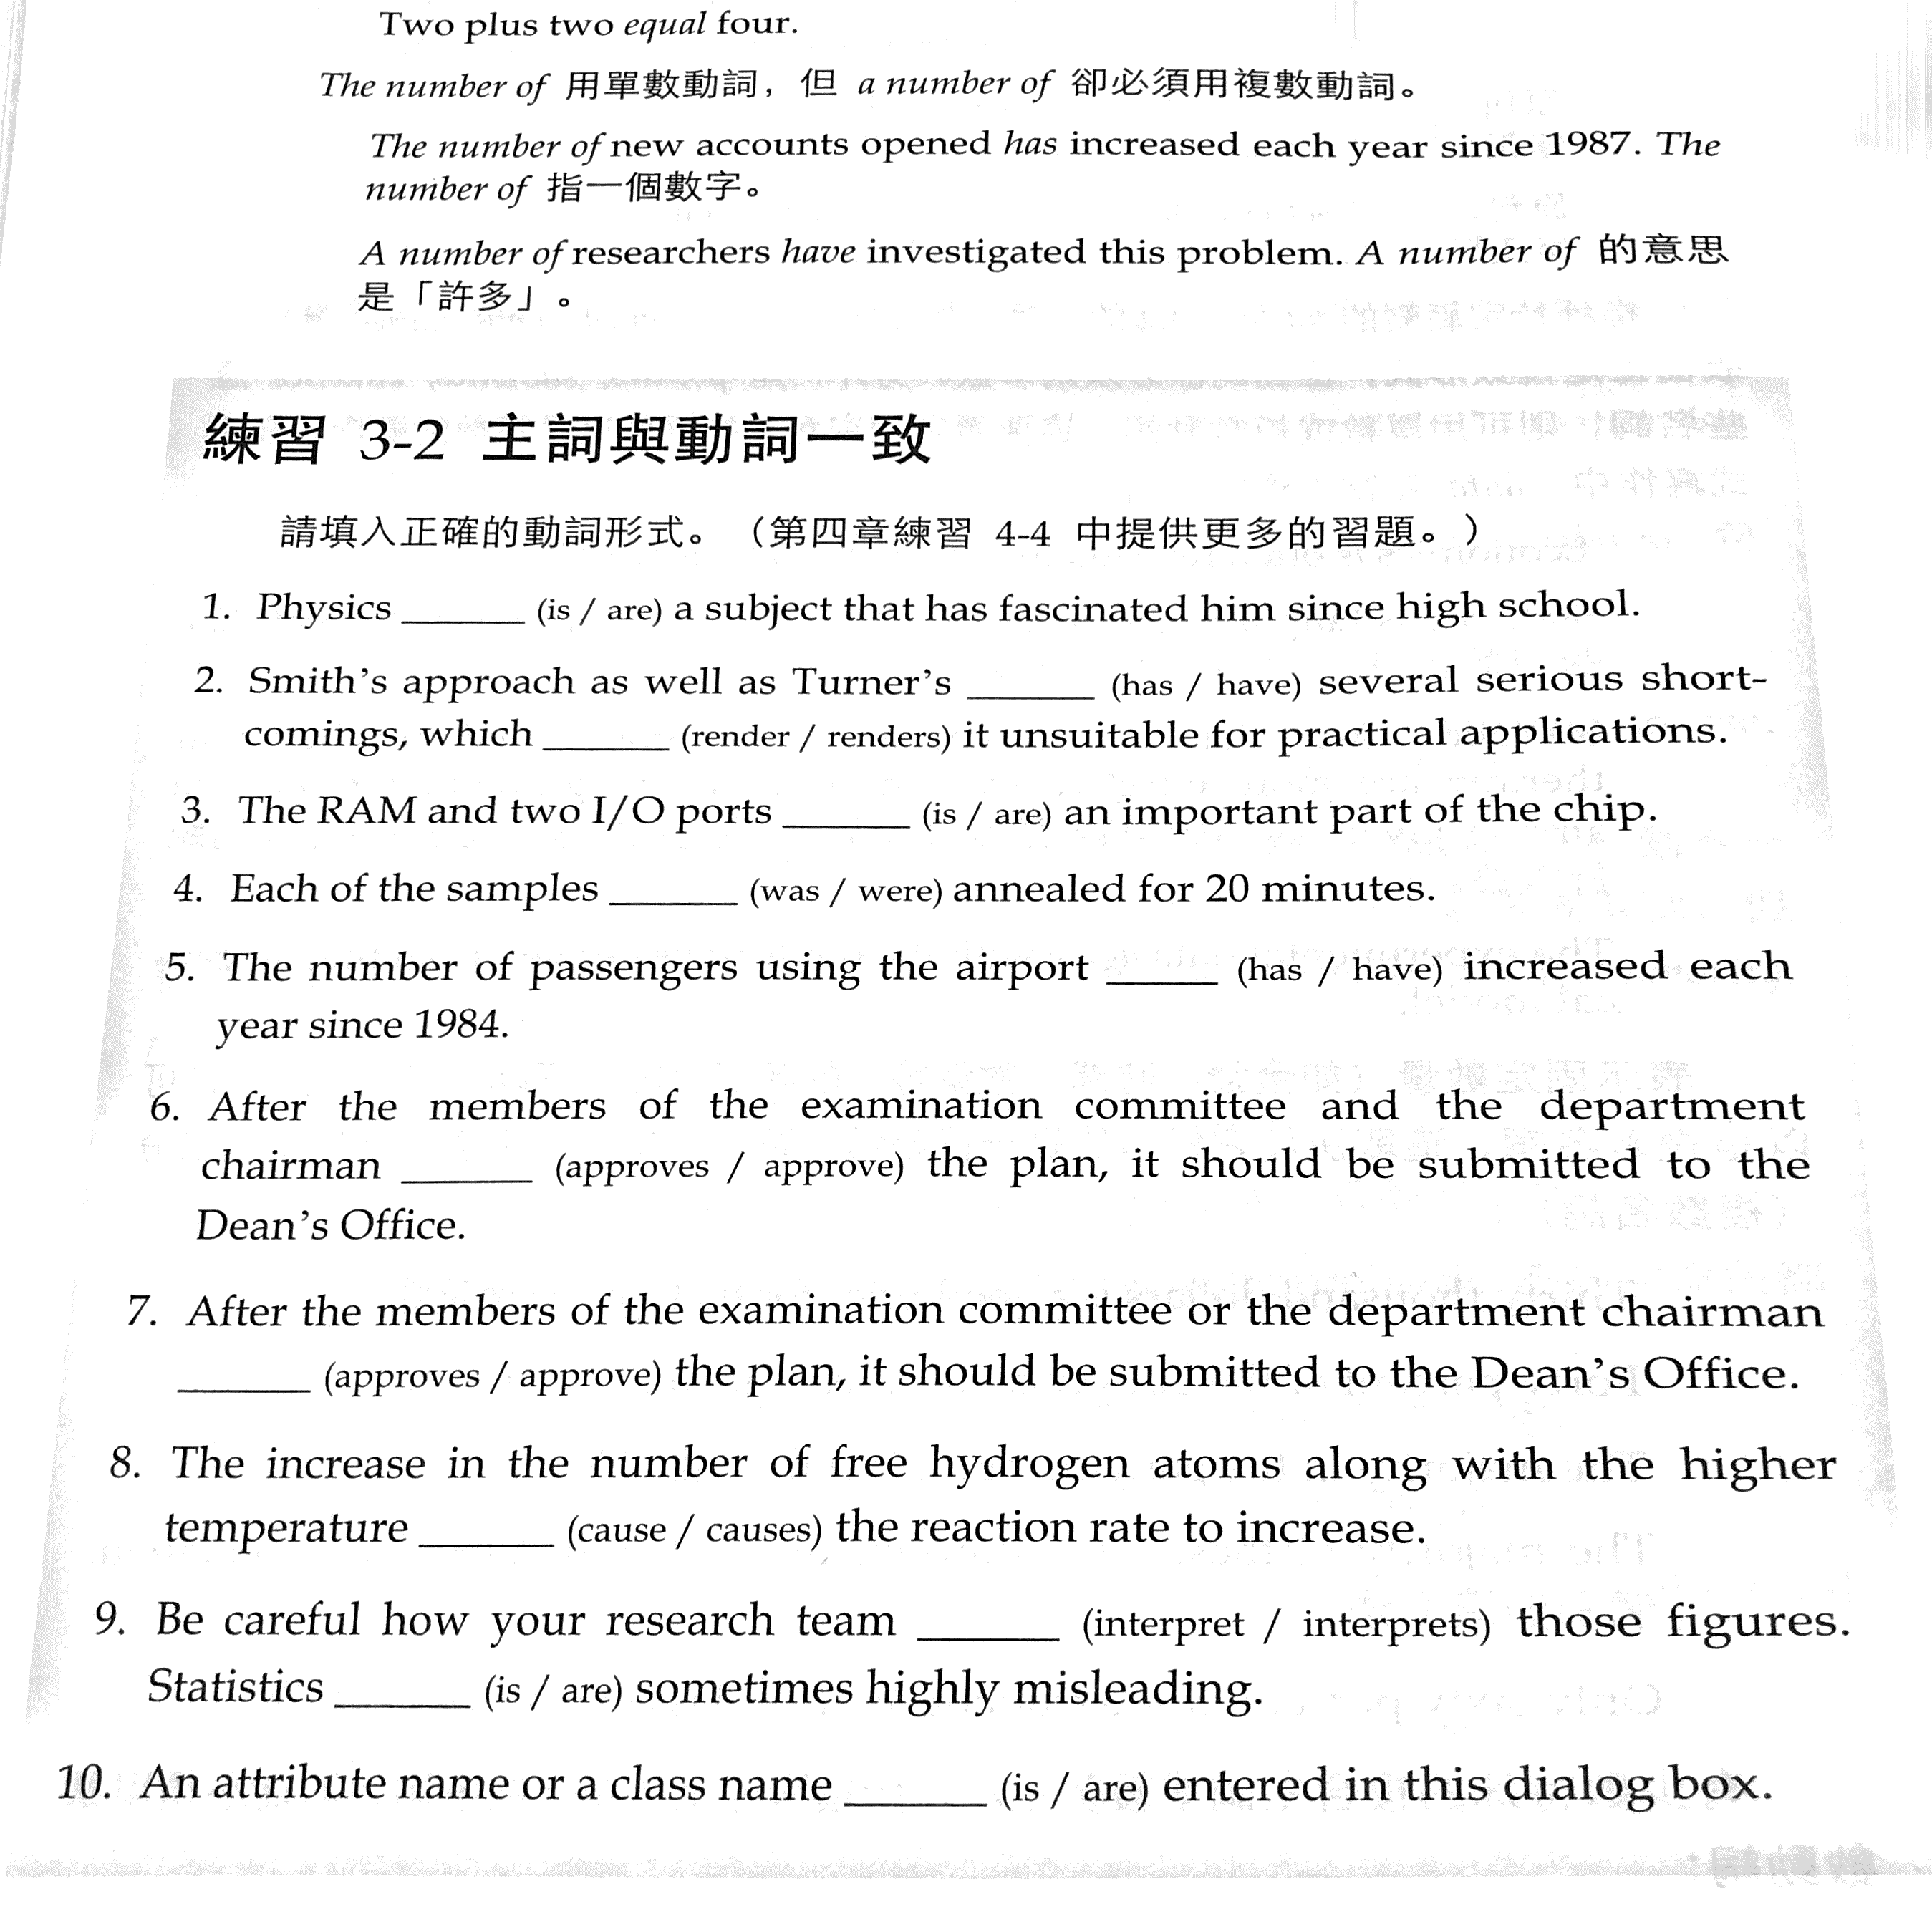 Two plus two equal four.
The number of 用單數動詞，但 a number of 卻必須用複數動詞。
The number of new accounts opened has increased each year since 1987. The
number of 指一個數字。
A number of researchers have investigated this problem. A number of 的意思
是「許多」。
練習 3-2 主詞與動詞一致
請填入正確的動詞形式。（第四章練習 4-4 中提供更多的習題。）
1. Physics ______ (is / are) a subject that has fascinated him since high school.
2. Smith’s approach as well as Turner’s ______ (has / have) several serious short-
comings, which ______ (render / renders) it unsuitable for practical applications.
3. The RAM and two I/O ports ______ (is / are) an important part of the chip.
4. Each of the samples ______ (was / were) annealed for 20 minutes.
5. The number of passengers using the airport _____ (has / have) increased each
year since 1984.
6. After the members of the examination committee and the department
chairman ______ (approves / approve) the plan, it should be submitted to the
Dean’s Office.
7. After the members of the examination committee or the department chairman
______ (approves / approve) the plan, it should be submitted to the Dean’s Office.
8. The increase in the number of free hydrogen atoms along with the higher
temperature ______ (cause / causes) the reaction rate to increase.
9. Be careful how your research team ______ (interpret / interprets) those figures.
Statistics ______ (is / are) sometimes highly misleading.
10. An attribute name or a class name ______ (is / are) entered in this dialog box.